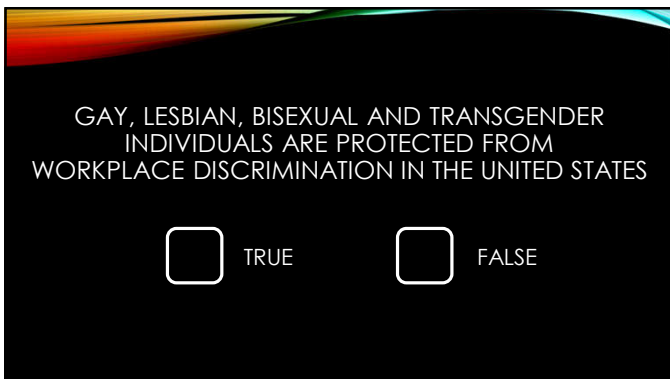 GAY, LESBIAN, BISEXUAL AND TRANSGENDER
INDIVIDUALS ARE PROTECTED FROM
WORKPLACE DISCRIMINATION IN THE UNITED STATES
TRUE FALSE